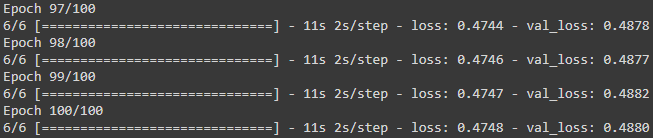 Epoch 97/100
6/6 [==============================] - 11s 2s/step - loss: 0.4744 - val_loss: 0.4878
Epoch 98/100
6/6 [==============================] - 11s 2s/step - loss: 0.4746 - val_loss: 0.4877
Epoch 99/100
6/6 [==============================] - 11s 2s/step - loss: 0.4747 - val_loss: 0.4882
Epoch 100/100
6/6 [==============================] - 11s 2s/step - loss: 0.4748 - val_loss: 0.4880